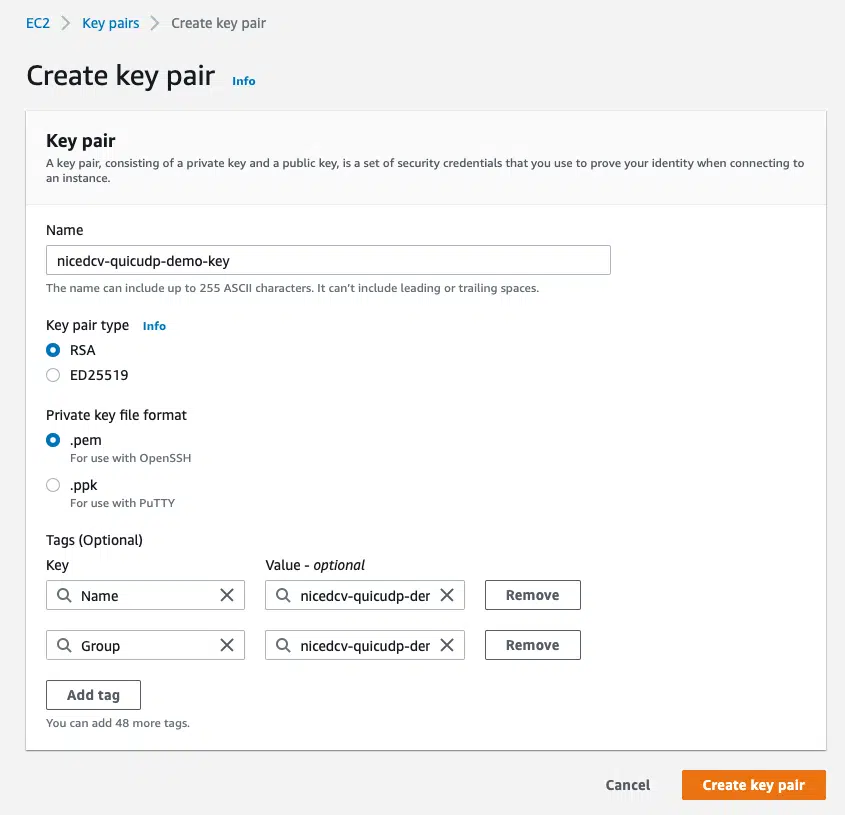 EC2 > Key pairs > Create key pair
Create key pair Info
Key pair
A key pair, consisting of a private key and a public key, is a set of security credentials that you use to prove your identity when connecting to
an instance.
Name
nicedcv-quicudp-demo-key
The name can include up to 255 ASCII characters. It can't include leading or trailing spaces.
Key pair type Info
RSA
ED25519
Private key file format
.pem
For use with OpenSSH
.ppk
For use with PuTTY
Tags (Optional)
Key Value - optional
Name nicedcv-quicudp-der Remove
Group nicedcv-quicudp-der Remove
Add tag
You can add 48 more tags.
Cancel Create key pair